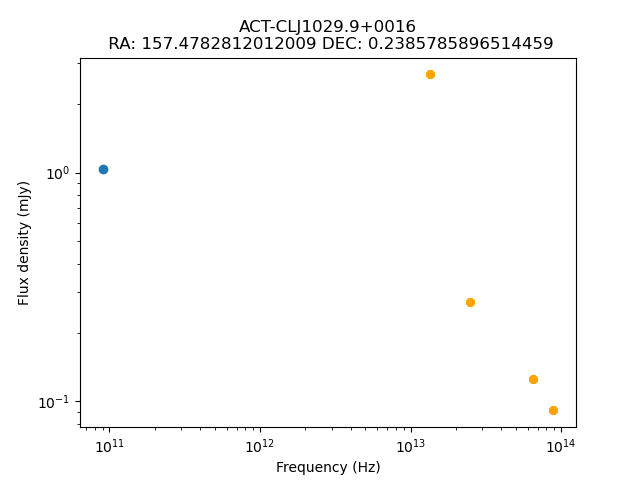 ACT-CLJ1029.9+0016
RA: 157.4782812012009 DEC: 0.2385785896514459
Flux density (mJy)
10⁰
10⁻¹
10¹¹ 10¹² 10¹³ 10¹⁴
Frequency (Hz)